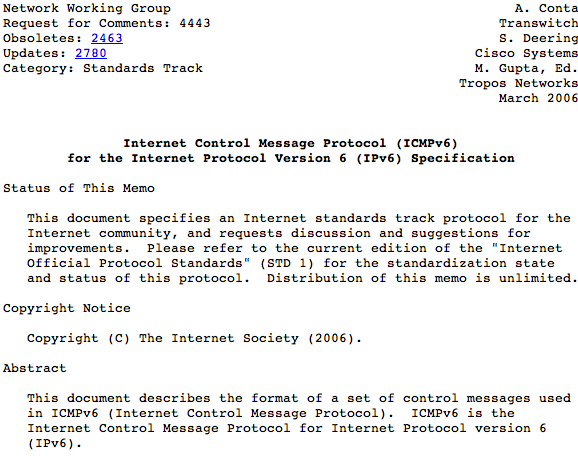 Network Working Group A. Conta
Request for Comments: 4443 Transwitch
Obsoletes: 2463 S. Deering
Updates: 2780 Cisco Systems
Category: Standards Track M. Gupta, Ed.
Tropos Networks
March 2006
Internet Control Message Protocol (ICMPv6)
for the Internet Protocol Version 6 (IPv6) Specification
Status of This Memo
This document specifies an Internet standards track protocol for the
Internet community, and requests discussion and suggestions for
improvements.  Please refer to the current edition of the "Internet
Official Protocol Standards" (STD 1) for the standardization state
and status of this protocol.  Distribution of this memo is unlimited.
Copyright Notice
Copyright (C) The Internet Society (2006).
Abstract
This document describes the format of a set of control messages used
in ICMPv6 (Internet Control Message Protocol).  ICMPv6 is the
Internet Control Message Protocol for Internet Protocol version 6
(IPv6).